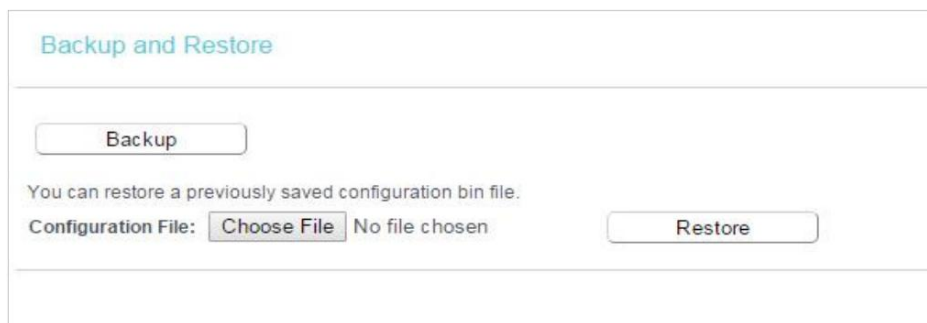 Backup and Restore
Backup
You can restore a previously saved configuration bin file.
Configuration File: Choose File No file chosen Restore